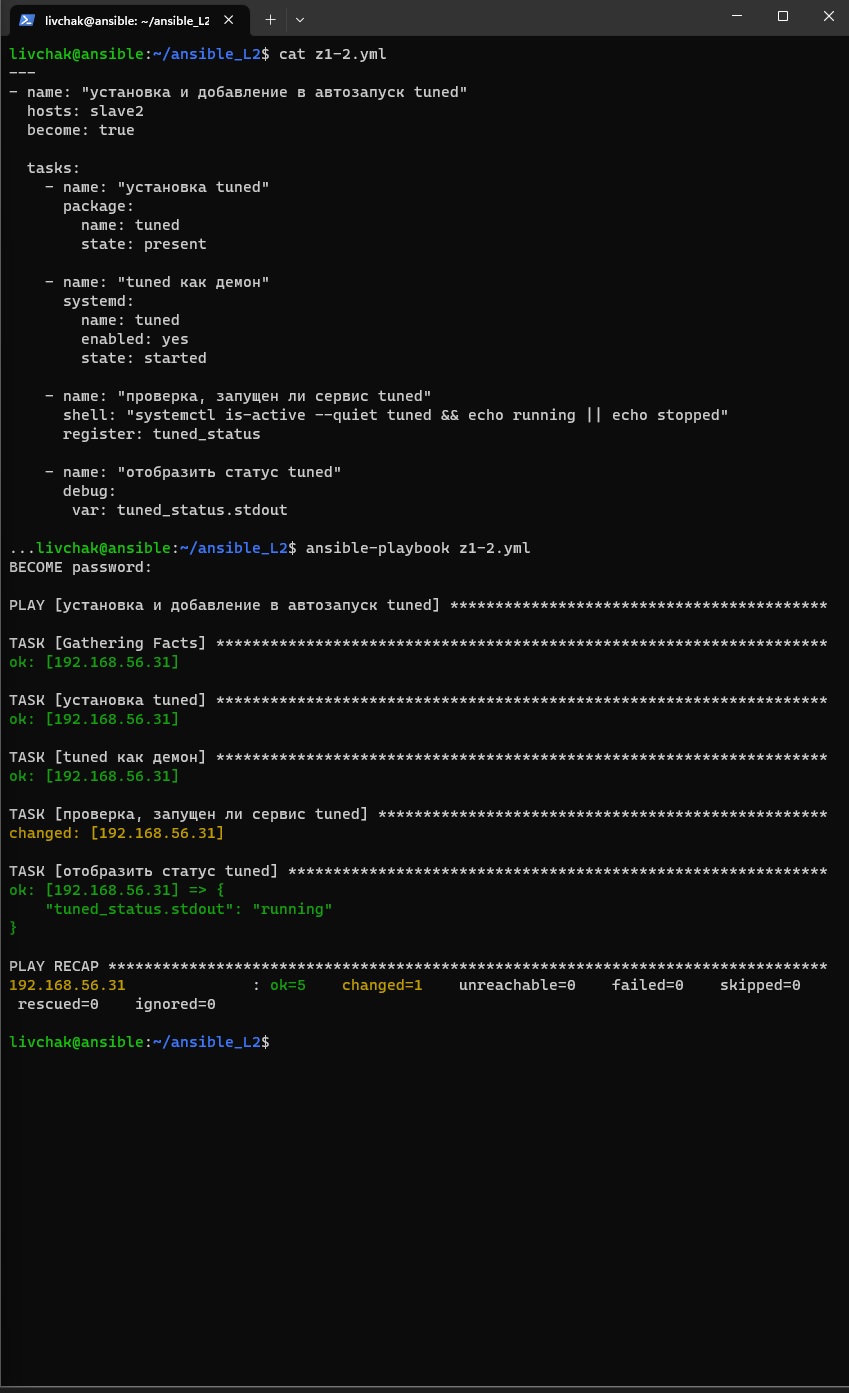 livchak@ansible: ~/ansible_L2
livchak@ansible:~/ansible_L2$ cat z1-2.yml
---
- name: "установка и добавление в автозапуск tuned"
  hosts: slave2
  become: true

  tasks:
    - name: "установка tuned"
      package:
        name: tuned
        state: present

    - name: "tuned как демон"
      systemd:
        name: tuned
        enabled: yes
        state: started

    - name: "проверка, запущен ли сервис tuned"
      shell: "systemctl is-active --quiet tuned && echo running || echo stopped"
      register: tuned_status

    - name: "отобразить статус tuned"
      debug:
       var: tuned_status.stdout

...livchak@ansible:~/ansible_L2$ ansible-playbook z1-2.yml
BECOME password:

PLAY [установка и добавление в автозапуск tuned] ******************************************

TASK [Gathering Facts] ********************************************************************
ok: [192.168.56.31]

TASK [установка tuned] ********************************************************************
ok: [192.168.56.31]

TASK [tuned как демон] ********************************************************************
ok: [192.168.56.31]

TASK [проверка, запущен ли сервис tuned] **************************************************
changed: [192.168.56.31]

TASK [отобразить статус tuned] ************************************************************
ok: [192.168.56.31] => {
    "tuned_status.stdout": "running"
}

PLAY RECAP ********************************************************************************
192.168.56.31              : ok=5    changed=1    unreachable=0    failed=0    skipped=0
 rescued=0    ignored=0

livchak@ansible:~/ansible_L2$